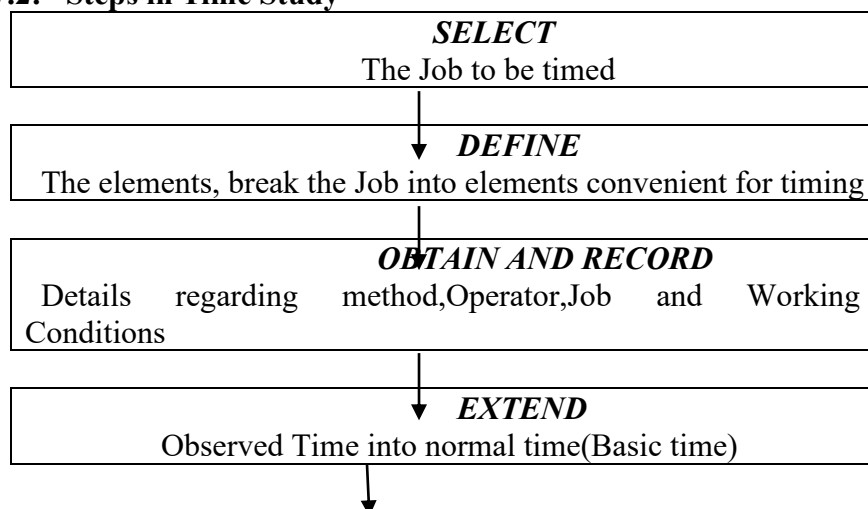 Steps in Time Study
SELECT
The Job to be timed
DEFINE
The elements, break the Job into elements convenient for timing
OBTAIN AND RECORD
Details regarding method,Operator,Job and Working
Conditions
EXTEND
Observed Time into normal time(Basic time)